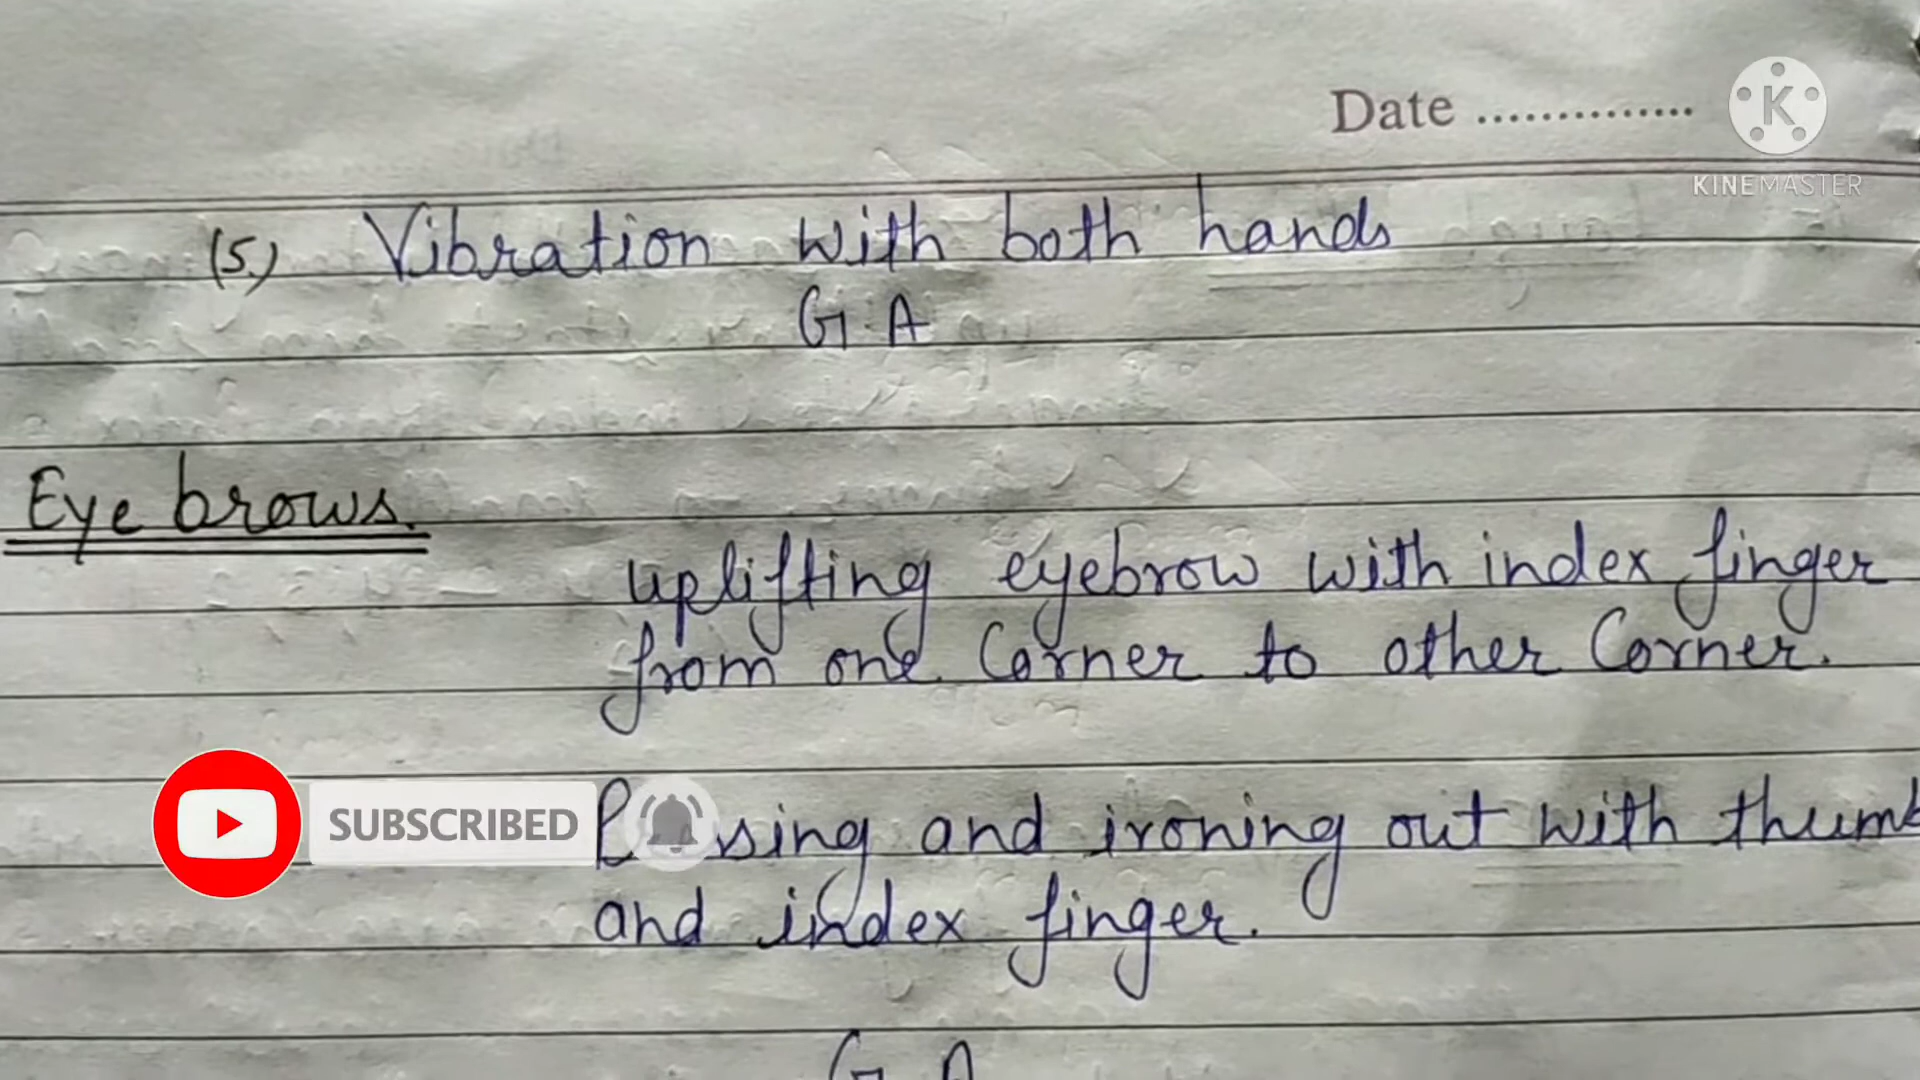 Date ..............
KINEMASTER
(5.) Vibration with both hands
G.A
Eye brows.
uplifting eyebrow with index finger
from one corner to other corner.
SUBSCRIBED
and ironing out with thumb
and index finger.
G A